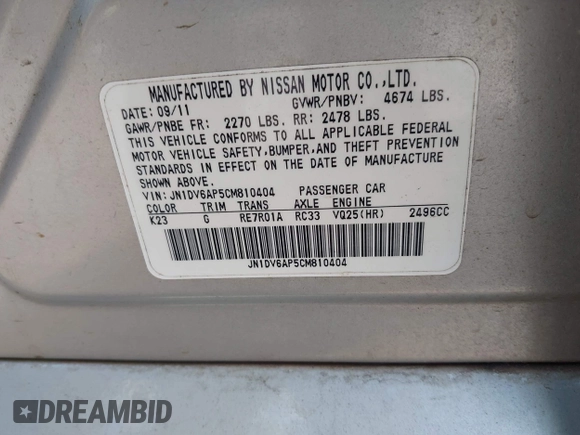 MANUFACTURED BY NISSAN MOTOR CO.,LTD.
DATE: 09/11 GVWR/PNBV: 4674 LBS.
GAWR/PNBE FR: 2270 LBS. RR: 2478 LBS.
THIS VEHICLE CONFORMS TO ALL APPLICABLE FEDERAL
MOTOR VEHICLE SAFETY,BUMPER,AND THEFT PREVENTION
STANDARDS IN EFFECT ON THE DATE OF MANUFACTURE
SHOWN ABOVE.
VIN: JN1DV6AP5CM810404 PASSENGER CAR
COLOR TRIM TRANS AXLE ENGINE
K23 G RE7R01A RC33 VQ25(HR) 2496CC
JN1DV6AP5CM810404
DREAMBID